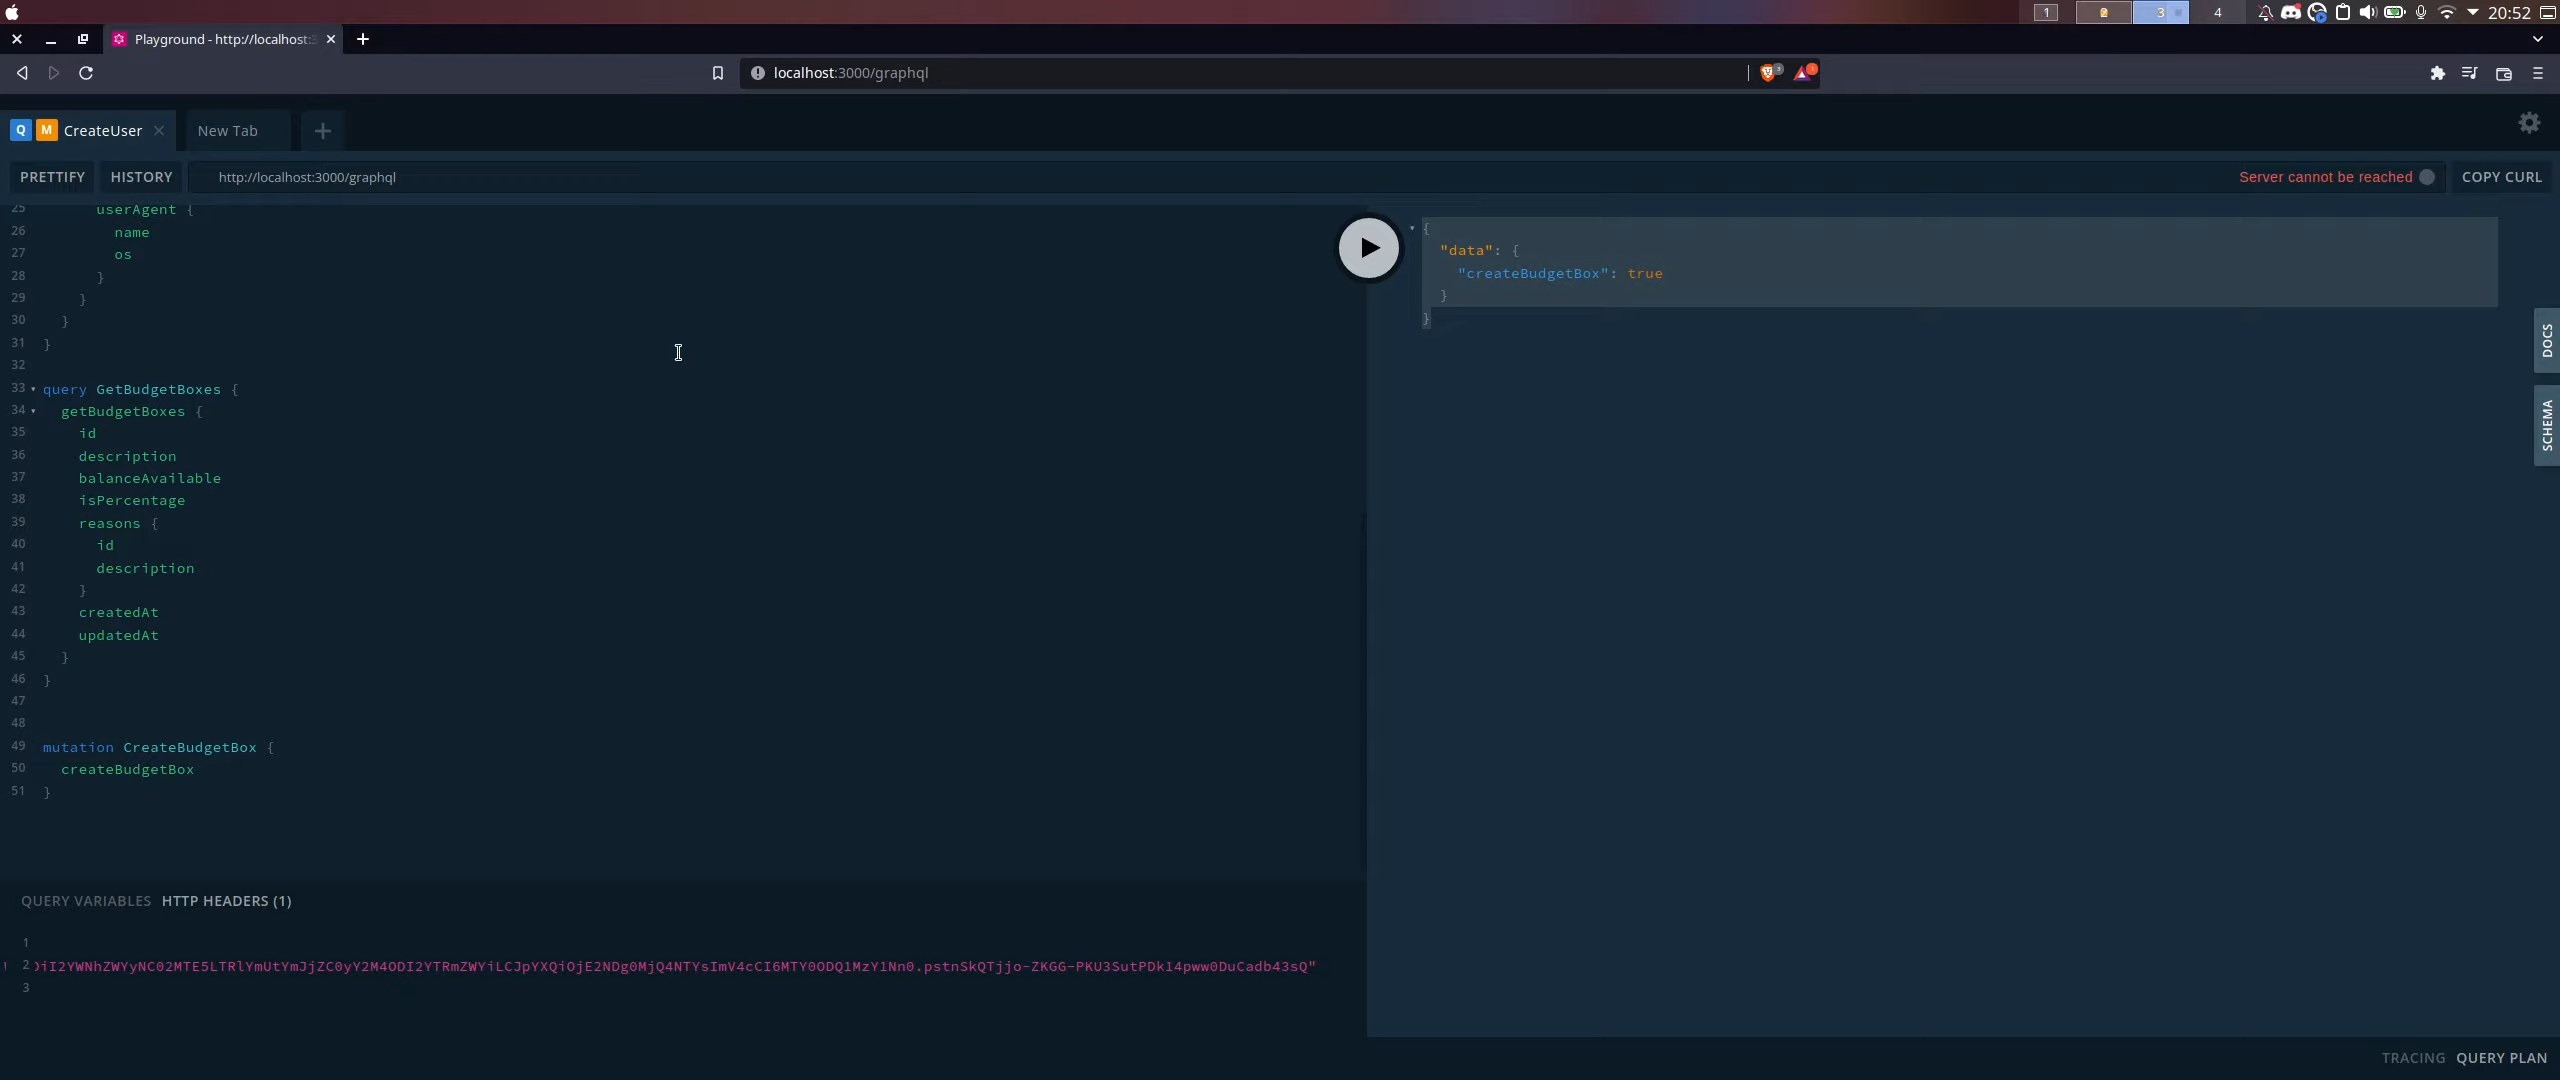 1 2 3 4 20:52
Playground - http://localhost:3
localhost:3000/graphql
Q M CreateUser
New Tab
PRETTIFY HISTORY http://localhost:3000/graphql Server cannot be reached COPY CURL
25 userAgent {
26 name
27 os
28 }
29 }
30 }
31 }
32
33 query GetBudgetBoxes {
34 getBudgetBoxes {
35 id
36 description
37 balanceAvailable
38 isPercentage
39 reasons {
40 id
41 description
42 }
43 createdAt
44 updatedAt
45 }
46 }
47
48
49 mutation CreateBudgetBox {
50 createBudgetBox
51 }
{
"data": {
"createBudgetBox": true
}
}
DOCS
SCHEMA
QUERY VARIABLES HTTP HEADERS (1)
1
2 iI2YWNhZWYyNC02MTE5LTRlYmUtYmJjZC0yY2M4ODI2YTRmZWYiLCJpYXQiOjE2NDg0MjQ4NTYsImV4cCI6MTY0ODQ1MzY1Nn0.pstnSkQTjjo-ZKGG-PKU3SutPDk14pww0DuCadb43sQ"
3
TRACING QUERY PLAN